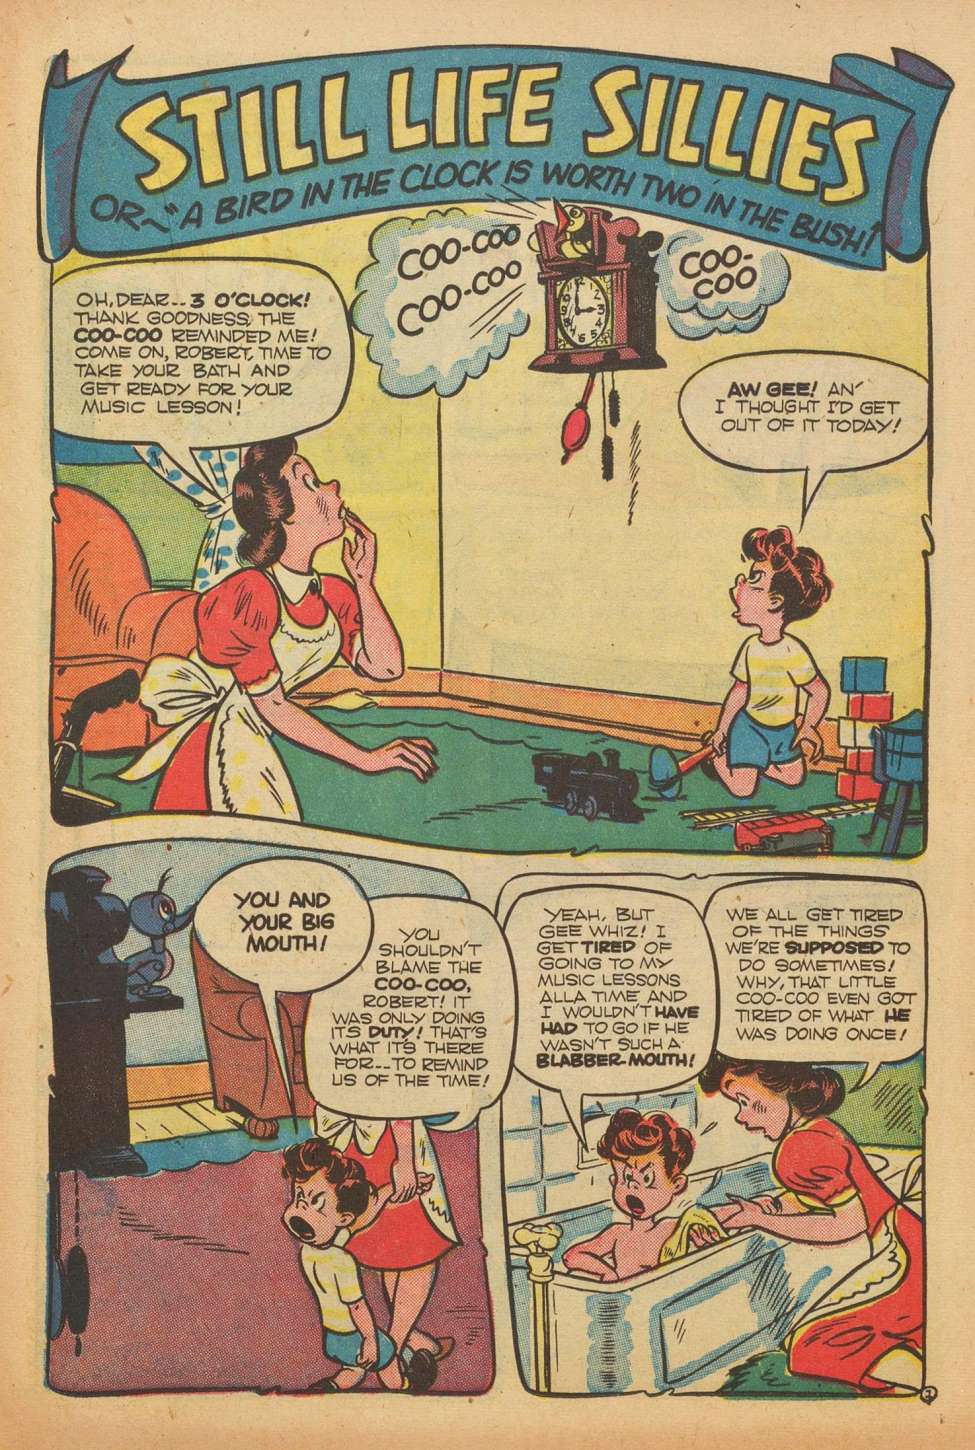 STILL LIFE SILLIES
OR~ "A BIRD IN THE CLOCK IS WORTH TWO IN THE BUSH!
COO-COO
COO-COO
COO-
COO
OH, DEAR-- 3 O'CLOCK!
THANK GOODNESS, THE
COO-COO REMINDED ME!
COME ON, ROBERT, TIME TO
TAKE YOUR BATH AND
GET READY FOR YOUR
MUSIC LESSON!
AW GEE! AN'
I THOUGHT I'D GET
OUT OF IT TODAY!
YOU AND
YOUR BIG
MOUTH!
YOU
SHOULDN'T
BLAME THE
COO-COO,
ROBERT! IT
WAS ONLY DOING
ITS DUTY! THAT'S
WHAT IT'S THERE
FOR--TO REMIND
US OF THE TIME!
YEAH, BUT
GEE WHIZ! I
GET TIRED OF
GOING TO MY
MUSIC LESSONS
ALLA TIME AND
I WOULDN'T HAVE
HAD TO GO IF HE
WASN'T SUCH A
BLABBER-MOUTH!
WE ALL GET TIRED
OF THE THINGS
WE'RE SUPPOSED TO
DO SOMETIMES!
WHY, THAT LITTLE
COO-COO EVEN GOT
TIRED OF WHAT HE
WAS DOING ONCE!
1